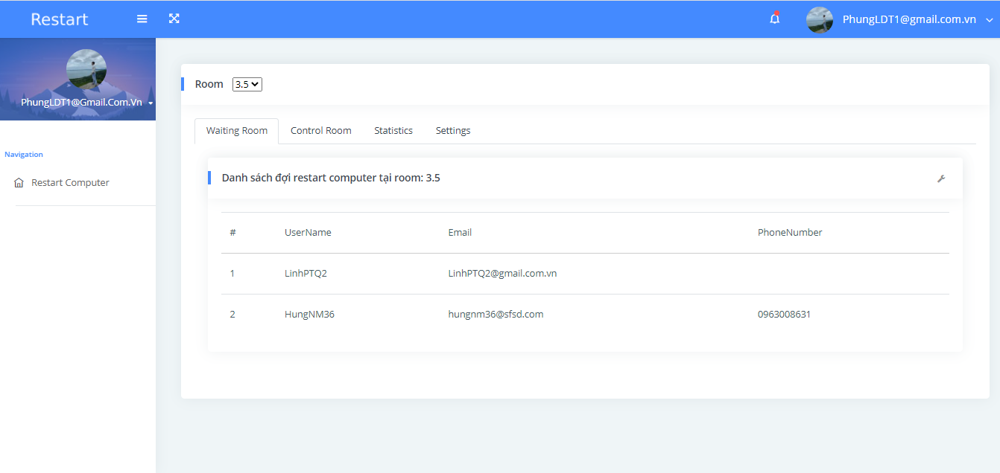 Restart
PhungLDT1@gmail.com.vn
PhungLDT1@Gmail.Com.Vn
Navigation
Restart Computer
Room 3.5
Waiting Room Control Room Statistics Settings
Danh sách đợi restart computer tại room: 3.5
# UserName Email PhoneNumber
1 LinhPTQ2 LinhPTQ2@gmail.com.vn
2 HungNM36 hungnm36@sfsd.com 0963008631